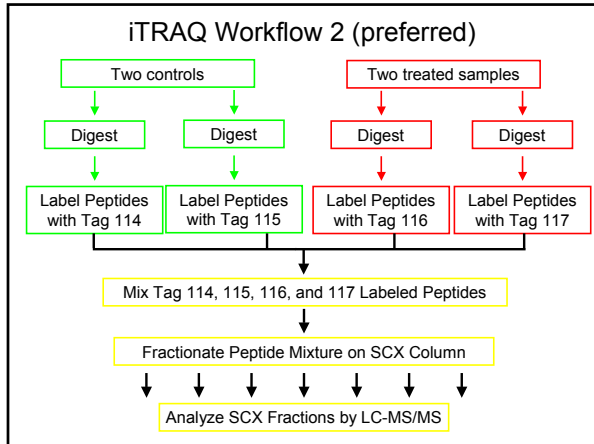 iTRAQ Workflow 2 (preferred)
Two controls
Two treated samples
Digest
Digest
Digest
Digest
Label Peptides
with Tag 114
Label Peptides
with Tag 115
Label Peptides
with Tag 116
Label Peptides
with Tag 117
Mix Tag 114, 115, 116, and 117 Labeled Peptides
Fractionate Peptide Mixture on SCX Column
Analyze SCX Fractions by LC-MS/MS